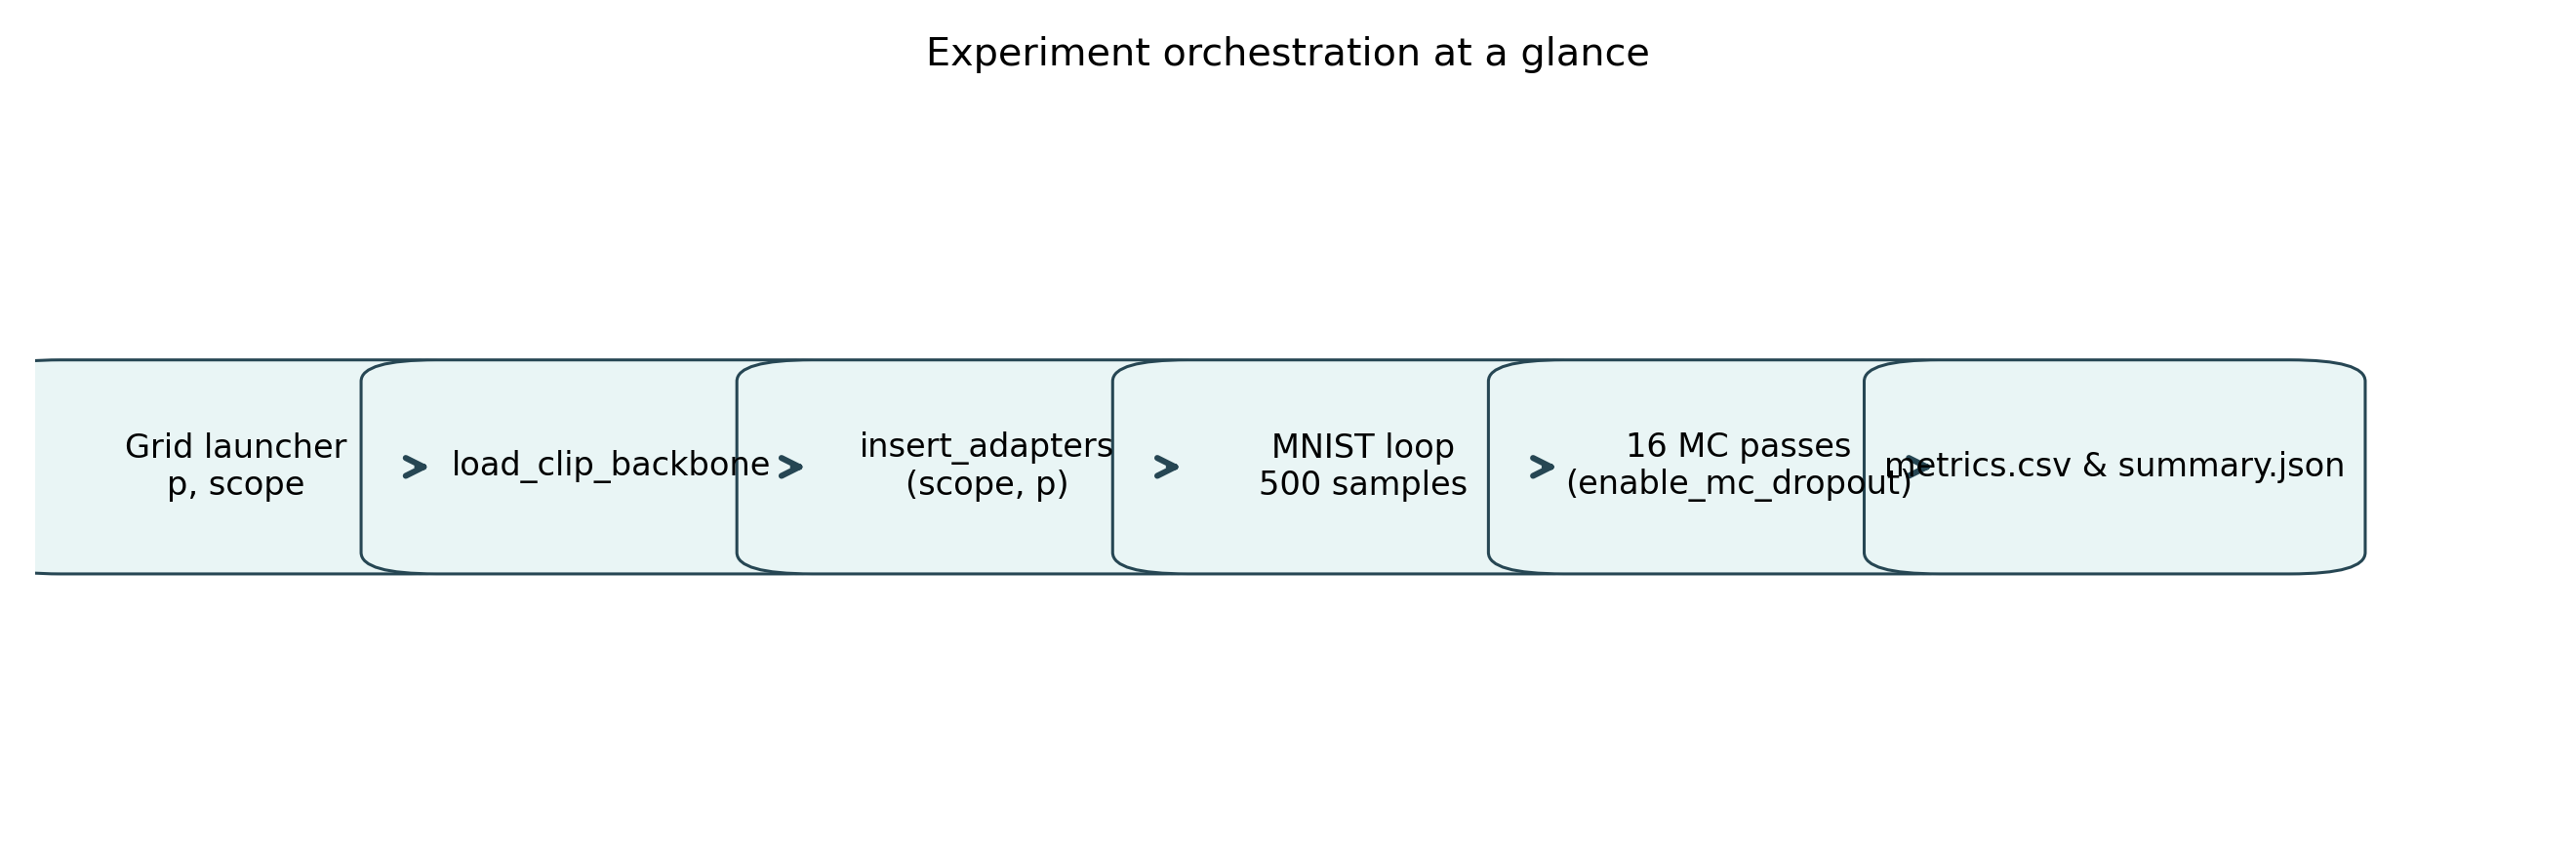 Experiment orchestration at a glance
Grid launcher
p, scope
load_clip_backbone
insert_adapters
(scope, p)
MNIST loop
500 samples
16 MC passes
(enable_mc_dropout)
metrics.csv & summary.json